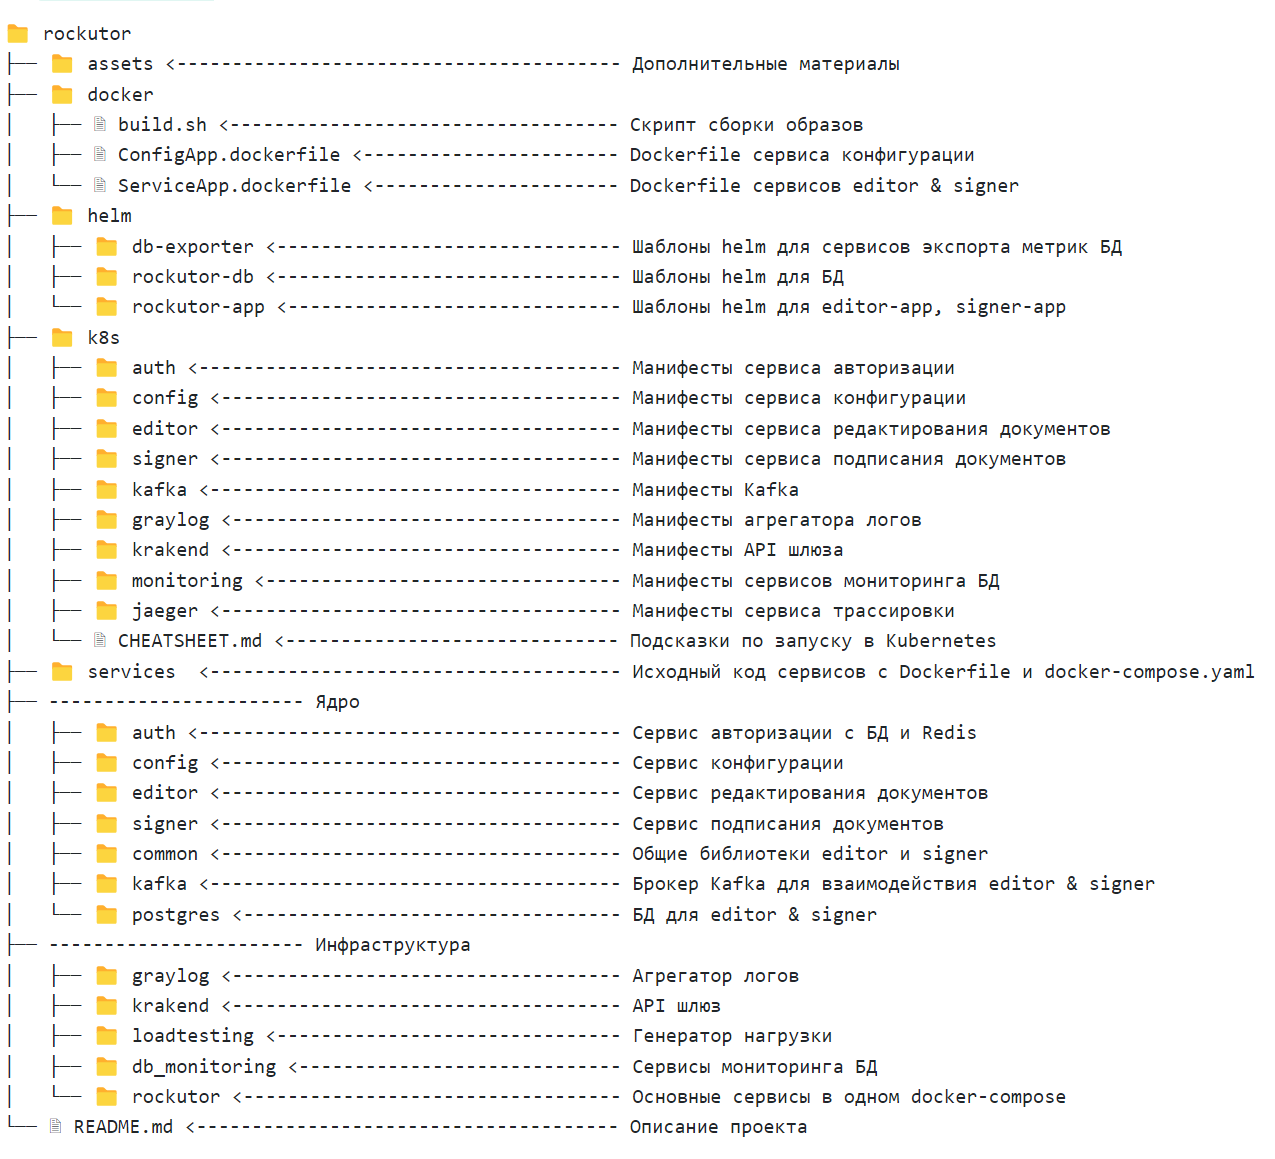 rockutor
├── assets <---------------------------------------- Дополнительные материалы
├── docker
│   ├── build.sh <----------------------------------- Скрипт сборки образов
│   ├── ConfigApp.dockerfile <----------------------- Dockerfile сервиса конфигурации
│   └── ServiceApp.dockerfile <---------------------- Dockerfile сервисов editor & signer
├── helm
│   ├── db-exporter <------------------------------- Шаблоны helm для сервисов экспорта метрик БД
│   ├── rockutor-db <------------------------------- Шаблоны helm для БД
│   └── rockutor-app <------------------------------ Шаблоны helm для editor-app, signer-app
├── k8s
│   ├── auth <-------------------------------------- Манифесты сервиса авторизации
│   ├── config <------------------------------------ Манифесты сервиса конфигурации
│   ├── editor <------------------------------------ Манифесты сервиса редактирования документов
│   ├── signer <------------------------------------ Манифесты сервиса подписания документов
│   ├── kafka <------------------------------------- Манифесты Kafka
│   ├── graylog <----------------------------------- Манифесты агрегатора логов
│   ├── krakend <----------------------------------- Манифесты API шлюза
│   ├── monitoring <-------------------------------- Манифесты сервисов мониторинга БД
│   ├── jaeger <------------------------------------ Манифесты сервиса трассировки
│   └── CHEATSHEET.md <------------------------------ Подсказки по запуску в Kubernetes
├── services  <------------------------------------- Исходный код сервисов с Dockerfile и docker-compose.yaml
├── ----------------------- Ядро
│   ├── auth <-------------------------------------- Сервис авторизации с БД и Redis
│   ├── config <------------------------------------ Сервис конфигурации
│   ├── editor <------------------------------------ Сервис редактирования документов
│   ├── signer <------------------------------------ Сервис подписания документов
│   ├── common <------------------------------------ Общие библиотеки editor и signer
│   ├── kafka <------------------------------------- Брокер Kafka для взаимодействия editor & signer
│   └── postgres <---------------------------------- БД для editor & signer
├── ----------------------- Инфраструктура
│   ├── graylog <----------------------------------- Агрегатор логов
│   ├── krakend <----------------------------------- API шлюз
│   ├── loadtesting <------------------------------- Генератор нагрузки
│   ├── db_monitoring <----------------------------- Сервисы мониторинга БД
│   └── rockutor <---------------------------------- Основные сервисы в одном docker-compose
└── README.md <-------------------------------------- Описание проекта